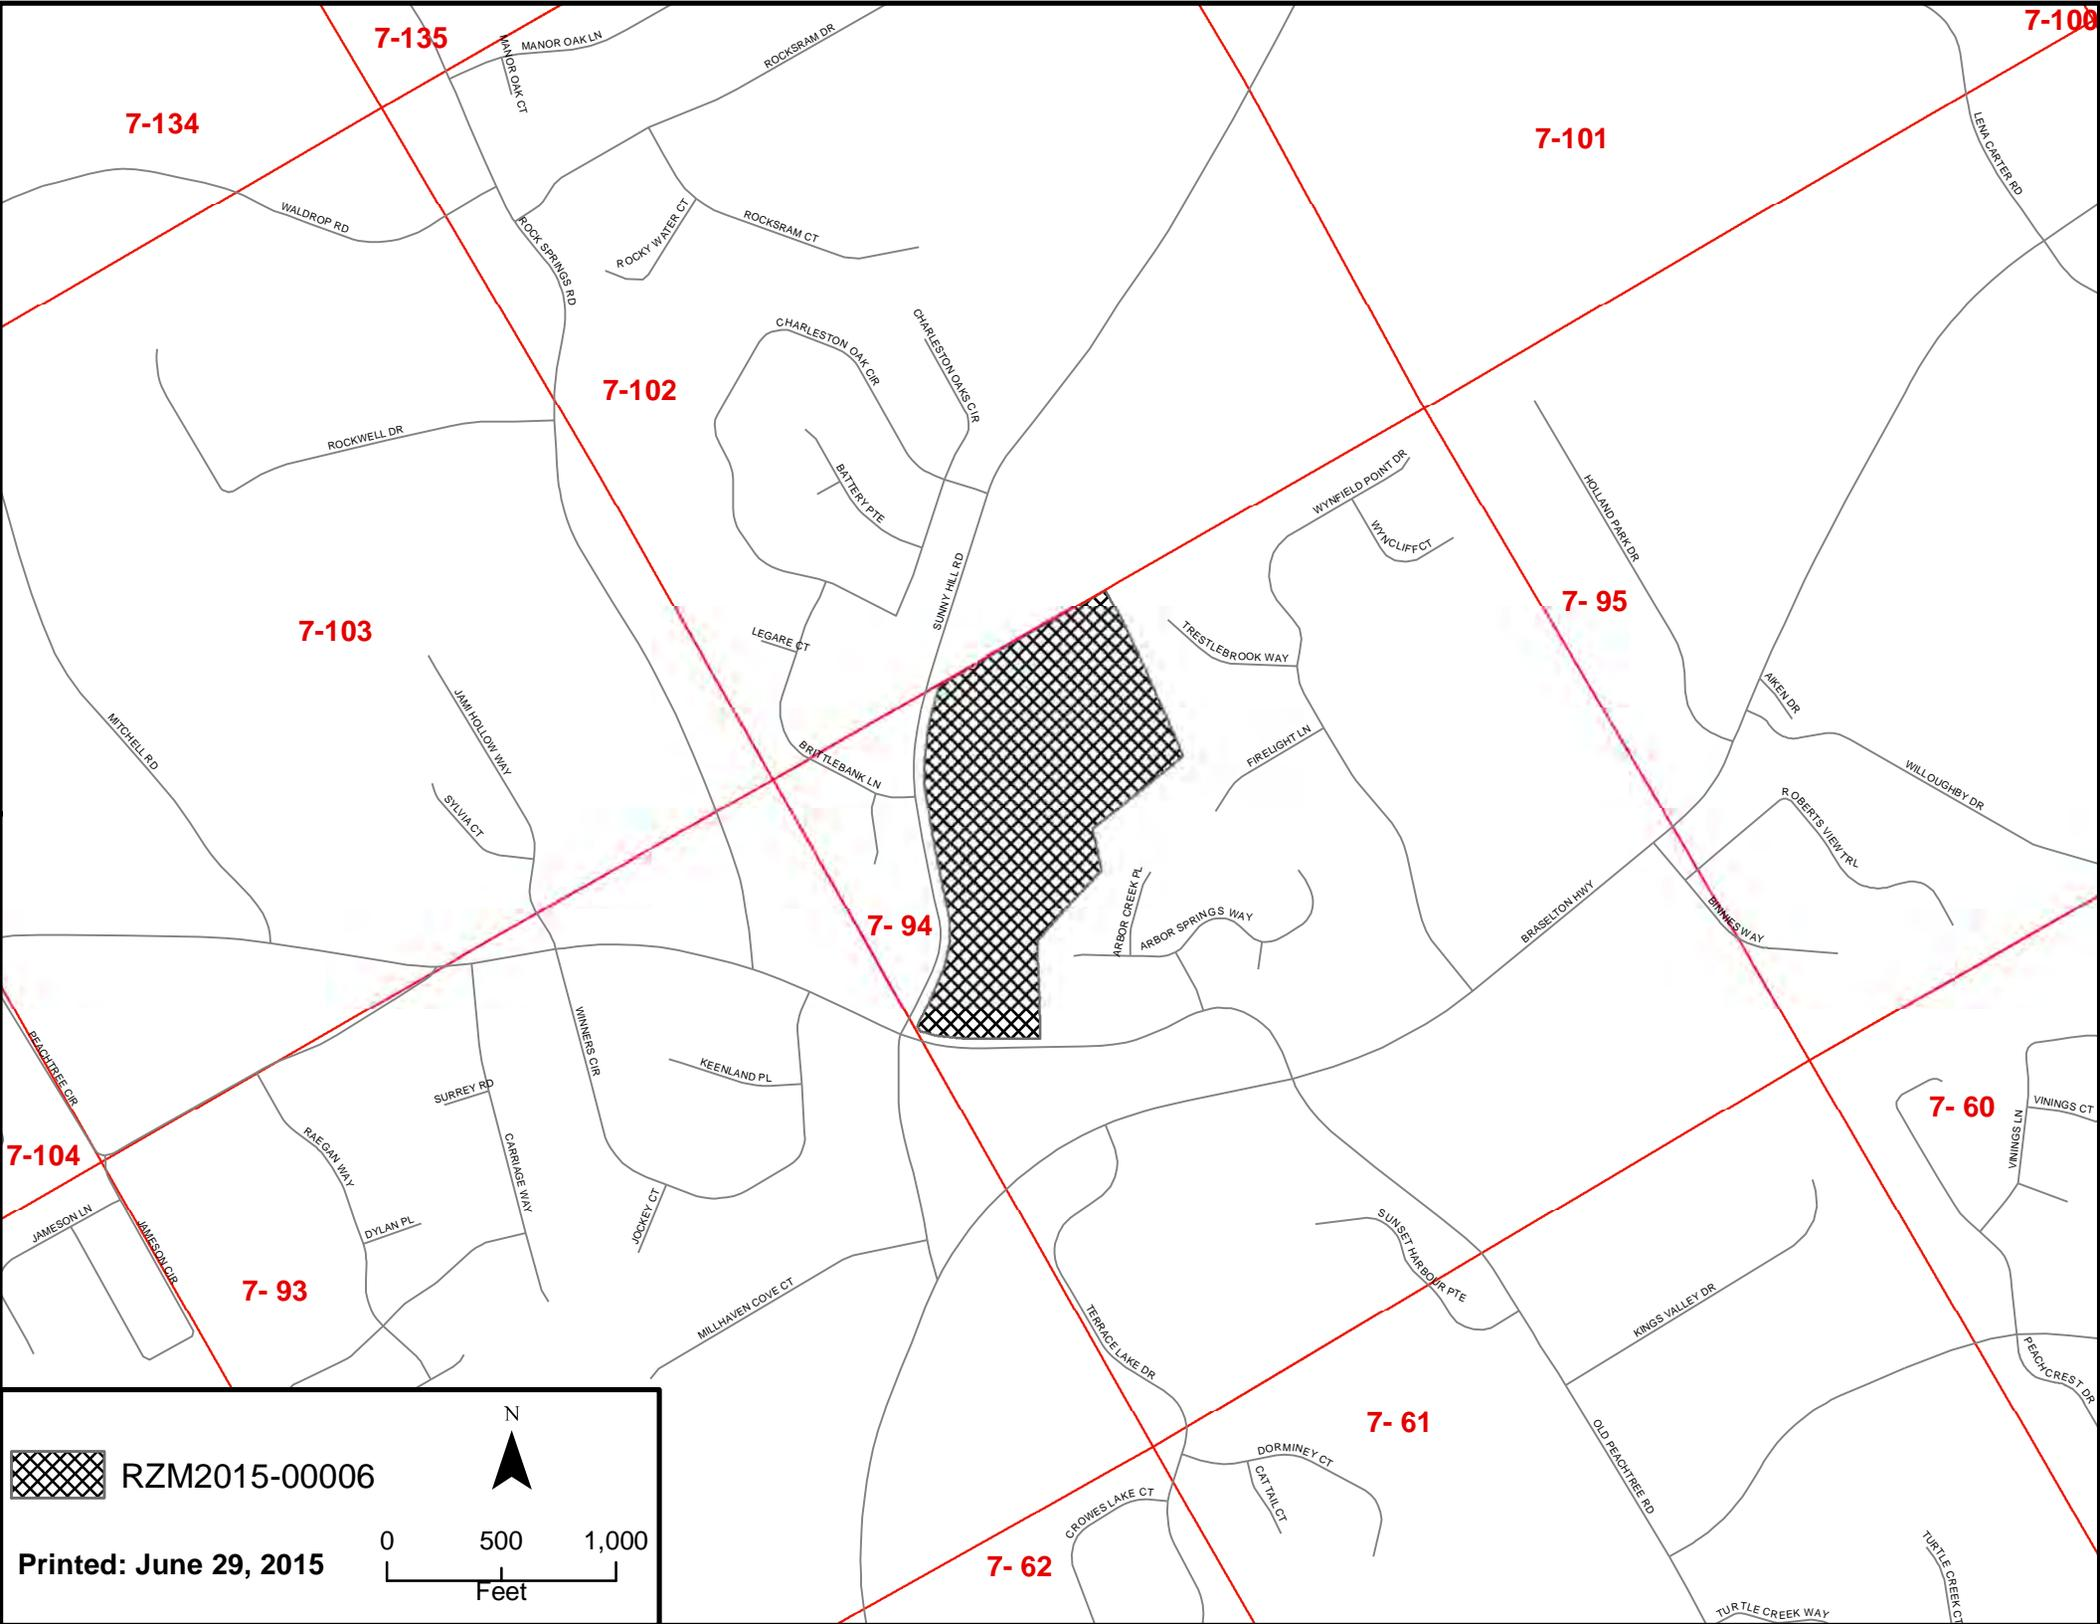 7-135
7-100
MANOR OAK LN
MANOR OAK CT
ROCKSRAM DR
7-134
7-101
LENA CARTER RD
WALDROP RD
ROCK SPRINGS RD
ROCKY WATER CT
ROCKSRAM CT
CHARLESTON OAK CIR
CHARLESTON OAKS CIR
7-102
ROCKWELL DR
BATTERY PTE
WYNFIELD POINT DR
WYNCLIFF CT
HOLLAND PARK DR
SUNNY HILL RD
7- 95
7-103
LEGARE CT
TRESTLEBROOK WAY
JAMI HOLLOW WAY
MITCHELL RD
AIKEN DR
BRITTLEBANK LN
FIRELIGHT LN
WILLOUGHBY DR
SYLVIA CT
ROBERTS VIEW TRL
7- 94
ARBOR CREEK PL
ARBOR SPRINGS WAY
BRASELTON HWY
BINNIES WAY
PEACHTREE CIR
WINNERS CIR
KEENLAND PL
SURREY RD
7- 60
VININGS CT
VININGS LN
7-104
RAEGAN WAY
CARRIAGE WAY
JAMESON LN
JAMESON CIR
DYLAN PL
JOCKEY CT
SUNSET HARBOUR PTE
7- 93
MILLHAVEN COVE CT
TERRACE LAKE DR
KINGS VALLEY DR
PEACHCREST DR
7- 61
OLD PEACHTREE RD
DORMINEY CT
CAT TAIL CT
CROWES LAKE CT
7- 62
TURTLE CREEK CT
TURTLE CREEK WAY
N
RZM2015-00006
0 500 1,000
Feet
Printed: June 29, 2015